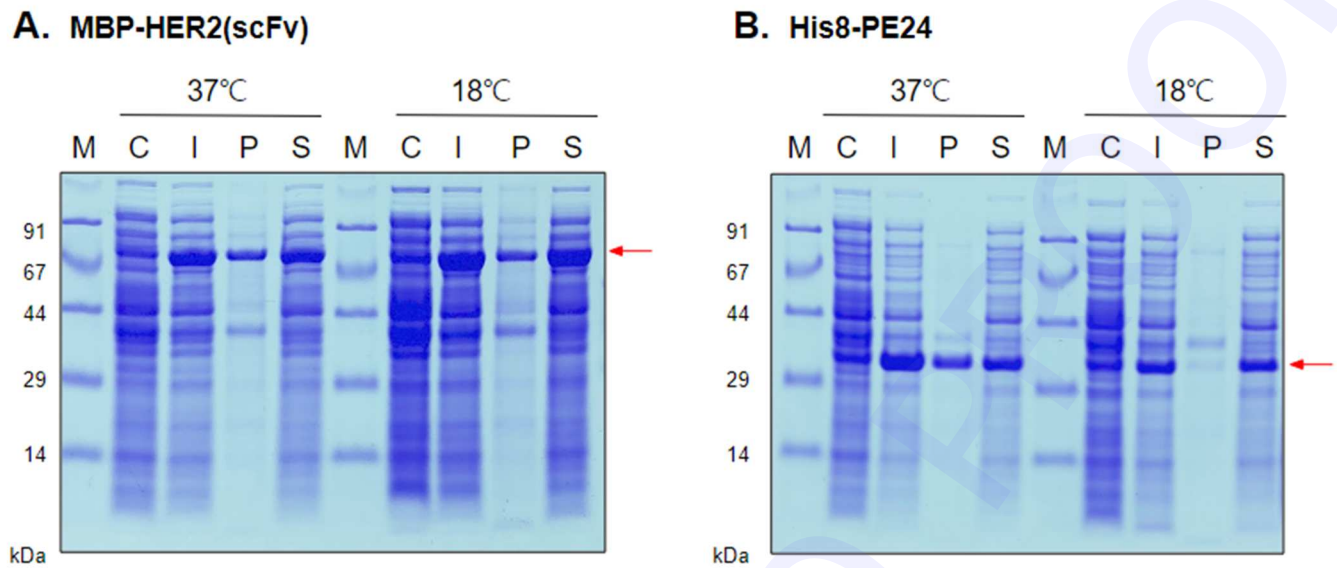 A. MBP-HER2(scFv)
37℃ 18℃
M C I P S M C I P S
91
67
44
29
14
kDa
B. His8-PE24
37℃ 18℃
M C I P S M C I P S
91
67
44
29
14
kDa